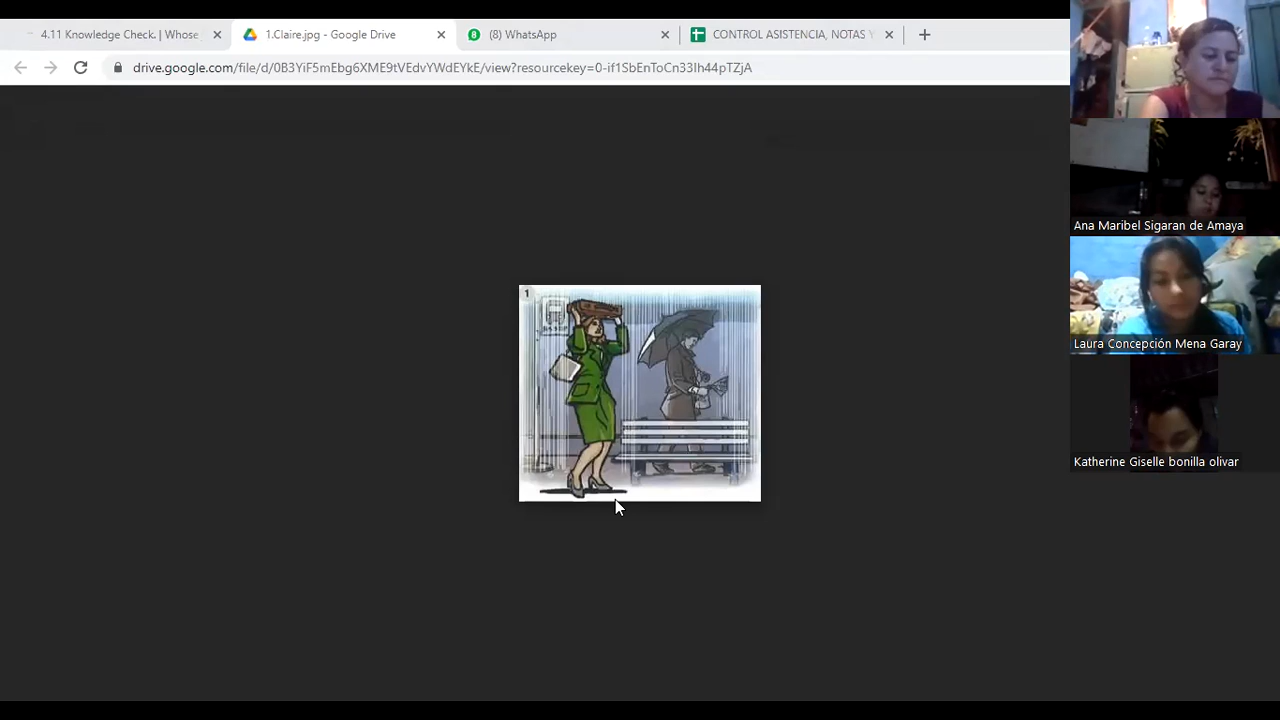 4.11 Knowledge Check. | Whose
1.Claire.jpg - Google Drive
8 (8) WhatsApp
CONTROL ASISTENCIA, NOTAS Y
drive.google.com/file/d/0B3YiF5mEbg6XME9tVEdvYWdEYkE/view?resourcekey=0-if1SbEnToCn33Ih44pTZjA
1
Ana Maribel Sigaran de Amaya
Laura Concepción Mena Garay
Katherine Giselle bonilla olivar